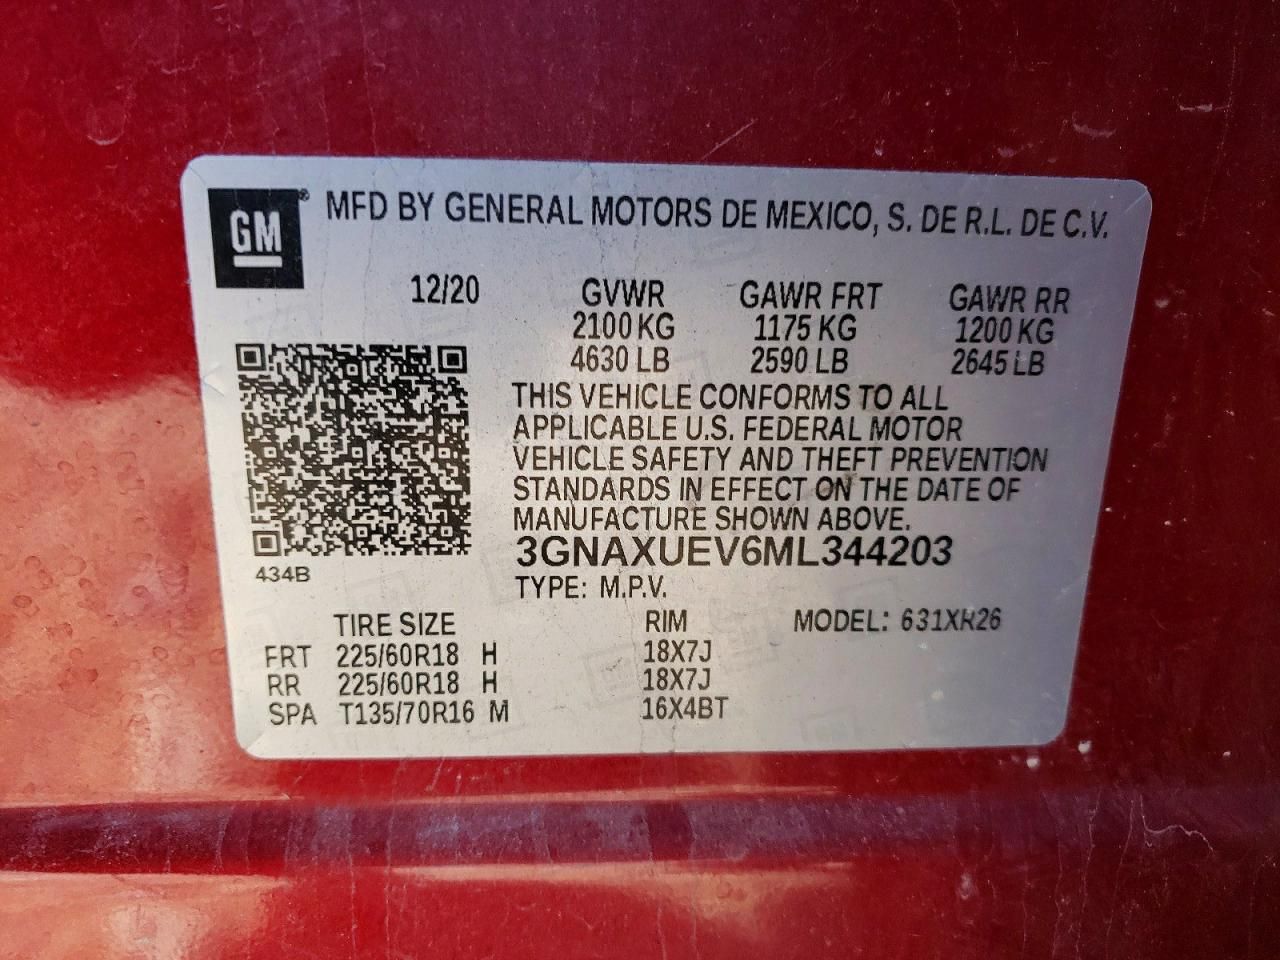 GM® MFD BY GENERAL MOTORS DE MEXICO, S. DE R.L. DE C.V.
12/20 GVWR GAWR FRT GAWR RR
2100 KG 1175 KG 1200 KG
4630 LB 2590 LB 2645 LB
THIS VEHICLE CONFORMS TO ALL
APPLICABLE U.S. FEDERAL MOTOR
VEHICLE SAFETY AND THEFT PREVENTION
STANDARDS IN EFFECT ON THE DATE OF
MANUFACTURE SHOWN ABOVE.
3GNAXUEV6ML344203
434B TYPE: M.P.V.
TIRE SIZE RIM MODEL: 631XR26
FRT 225/60R18 H 18X7J
RR 225/60R18 H 18X7J
SPA T135/70R16 M 16X4BT